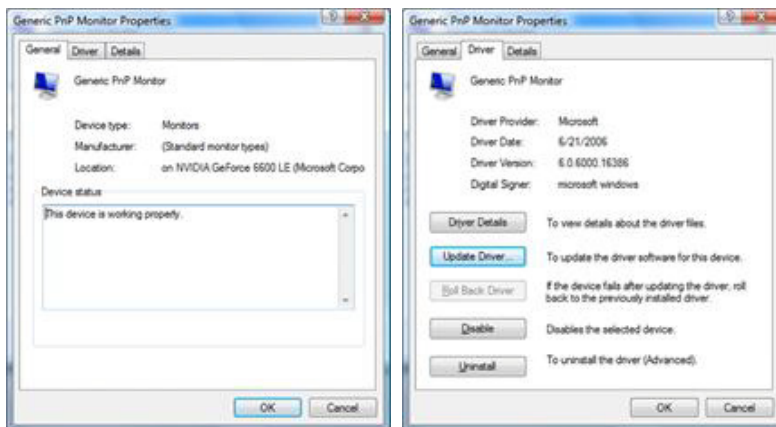 Generic PnP Monitor Properties
General Driver Details
Generic PnP Monitor
Device type: Monitors
Manufacturer: (Standard monitor types)
Location: on NVIDIA GeForce 6600 LE (Microsoft Corpo
Device status
This device is working properly.
OK Cancel
Generic PnP Monitor Properties
General Driver Details
Generic PnP Monitor
Driver Provider: Microsoft
Driver Date: 6/21/2006
Driver Version: 6.0.6000.16386
Digital Signer: microsoft windows
Driver Details To view details about the driver files.
Update Driver... To update the driver software for this device.
Roll Back Driver If the device fails after updating the driver, roll
back to the previously installed driver.
Disable Disables the selected device.
Uninstall To uninstall the driver (Advanced).
OK Cancel